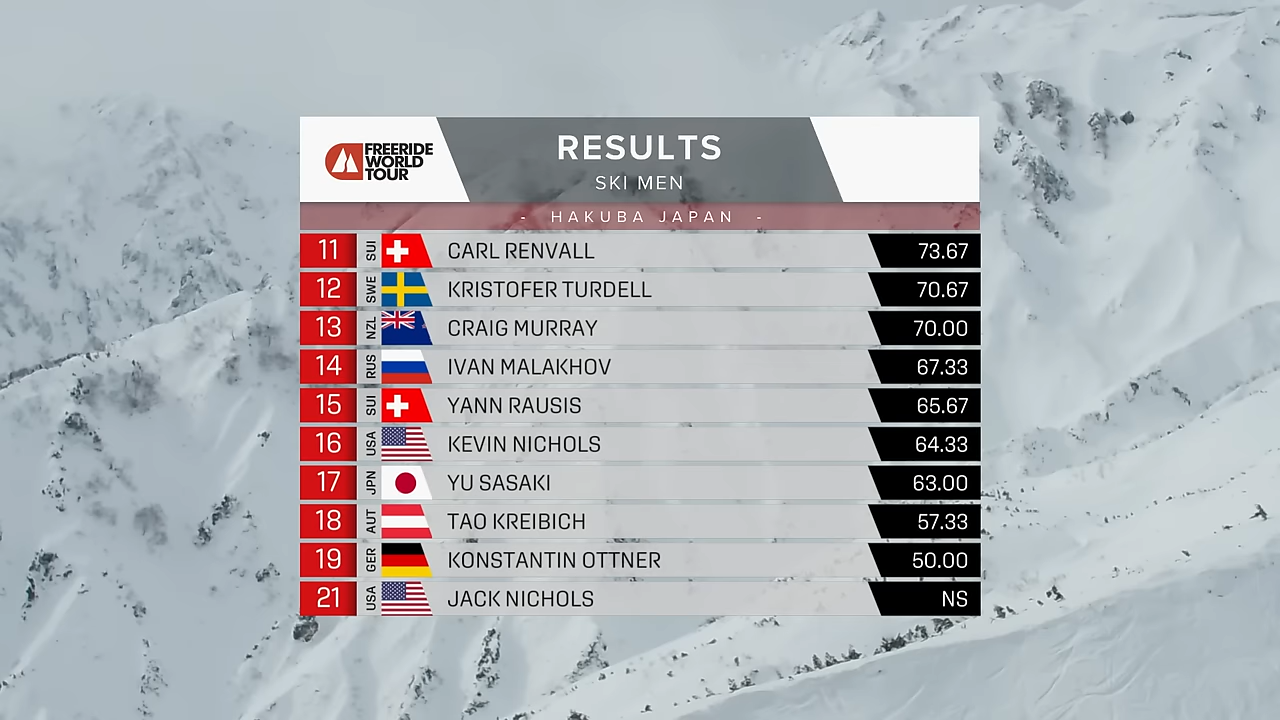 FREERIDE
WORLD
TOUR
RESULTS
SKI MEN
- HAKUBA JAPAN -
11 SUI CARL RENVALL 73.67
12 SWE KRISTOFER TURDELL 70.67
13 NZL CRAIG MURRAY 70.00
14 RUS IVAN MALAKHOV 67.33
15 SUI YANN RAUSIS 65.67
16 USA KEVIN NICHOLS 64.33
17 JPN YU SASAKI 63.00
18 AUT TAO KREIBICH 57.33
19 GER KONSTANTIN OTTNER 50.00
21 USA JACK NICHOLS NS